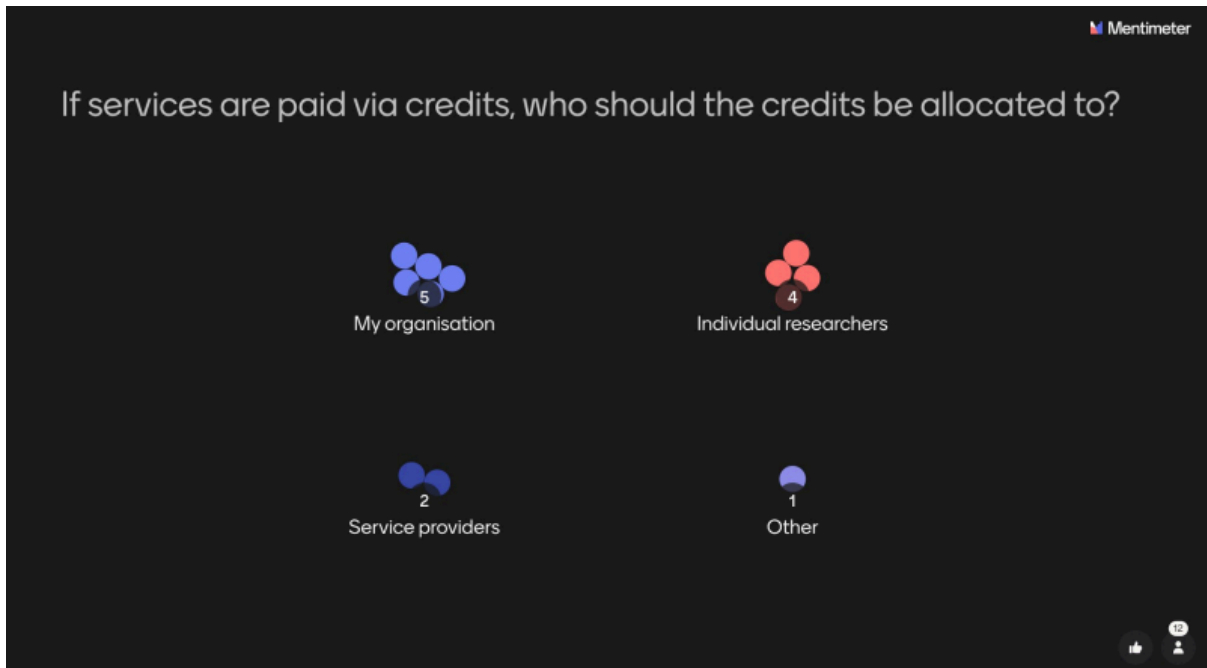 Mentimeter
If services are paid via credits, who should the credits be allocated to?
5
My organisation
4
Individual researchers
2
Service providers
1
Other
12